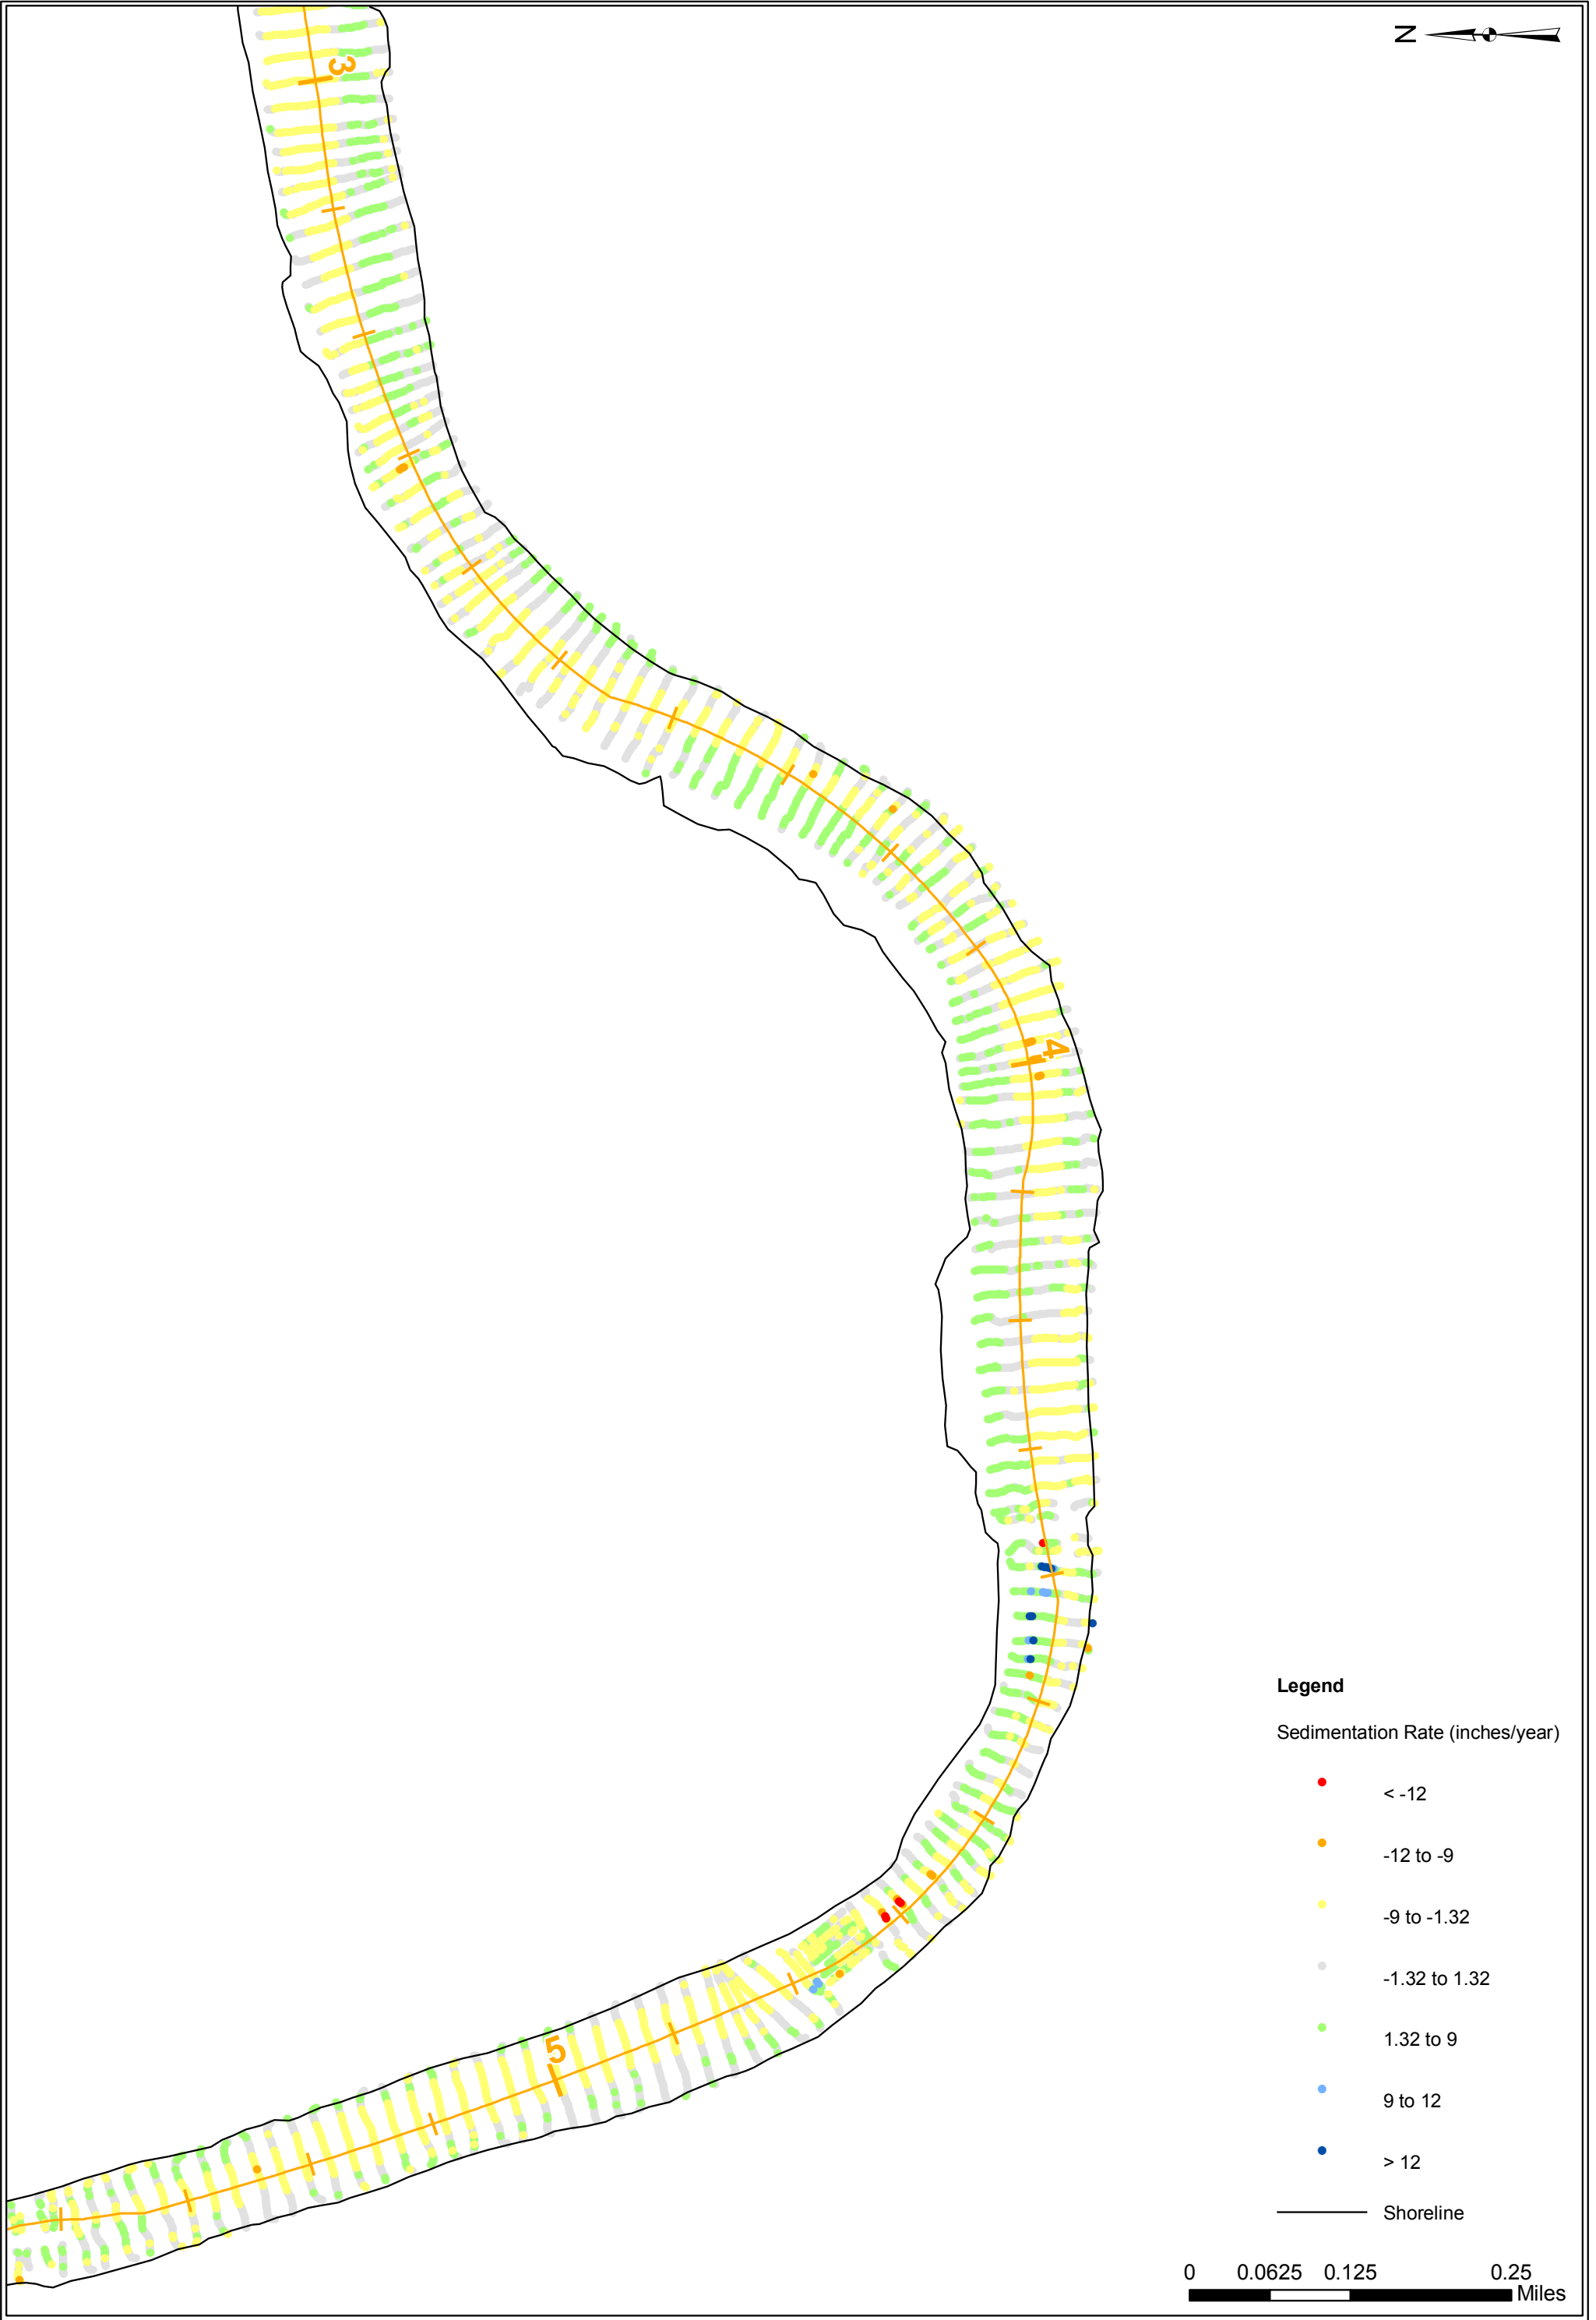 N
3
4
5
Legend
Sedimentation Rate (inches/year)
< -12
-12 to -9
-9 to -1.32
-1.32 to 1.32
1.32 to 9
9 to 12
> 12
Shoreline
0 0.0625 0.125 0.25
Miles